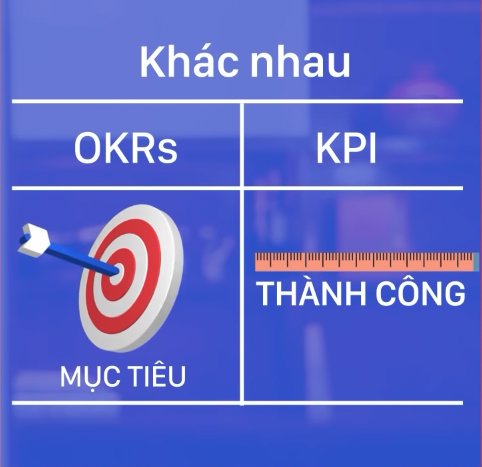 Khác nhau
OKRs
KPI
MỤC TIÊU
THÀNH CÔNG